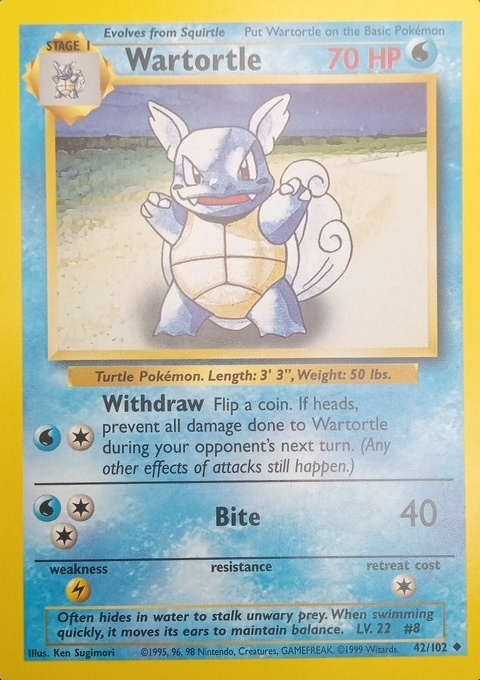 Evolves from Squirtle Put Wartortle on the Basic Pokémon
STAGE 1
Wartortle 70 HP
Turtle Pokémon. Length: 3' 3", Weight: 50 lbs.
Withdraw Flip a coin. If heads,
prevent all damage done to Wartortle
during your opponent's next turn. (Any
other effects of attacks still happen.)
Bite 40
weakness resistance retreat cost
Often hides in water to stalk unwary prey. When swimming
quickly, it moves its ears to maintain balance. LV. 22 #8
Illus. Ken Sugimori ©1995, 96, 98 Nintendo, Creatures, GAMEFREAK. ©1999 Wizards. 42/102